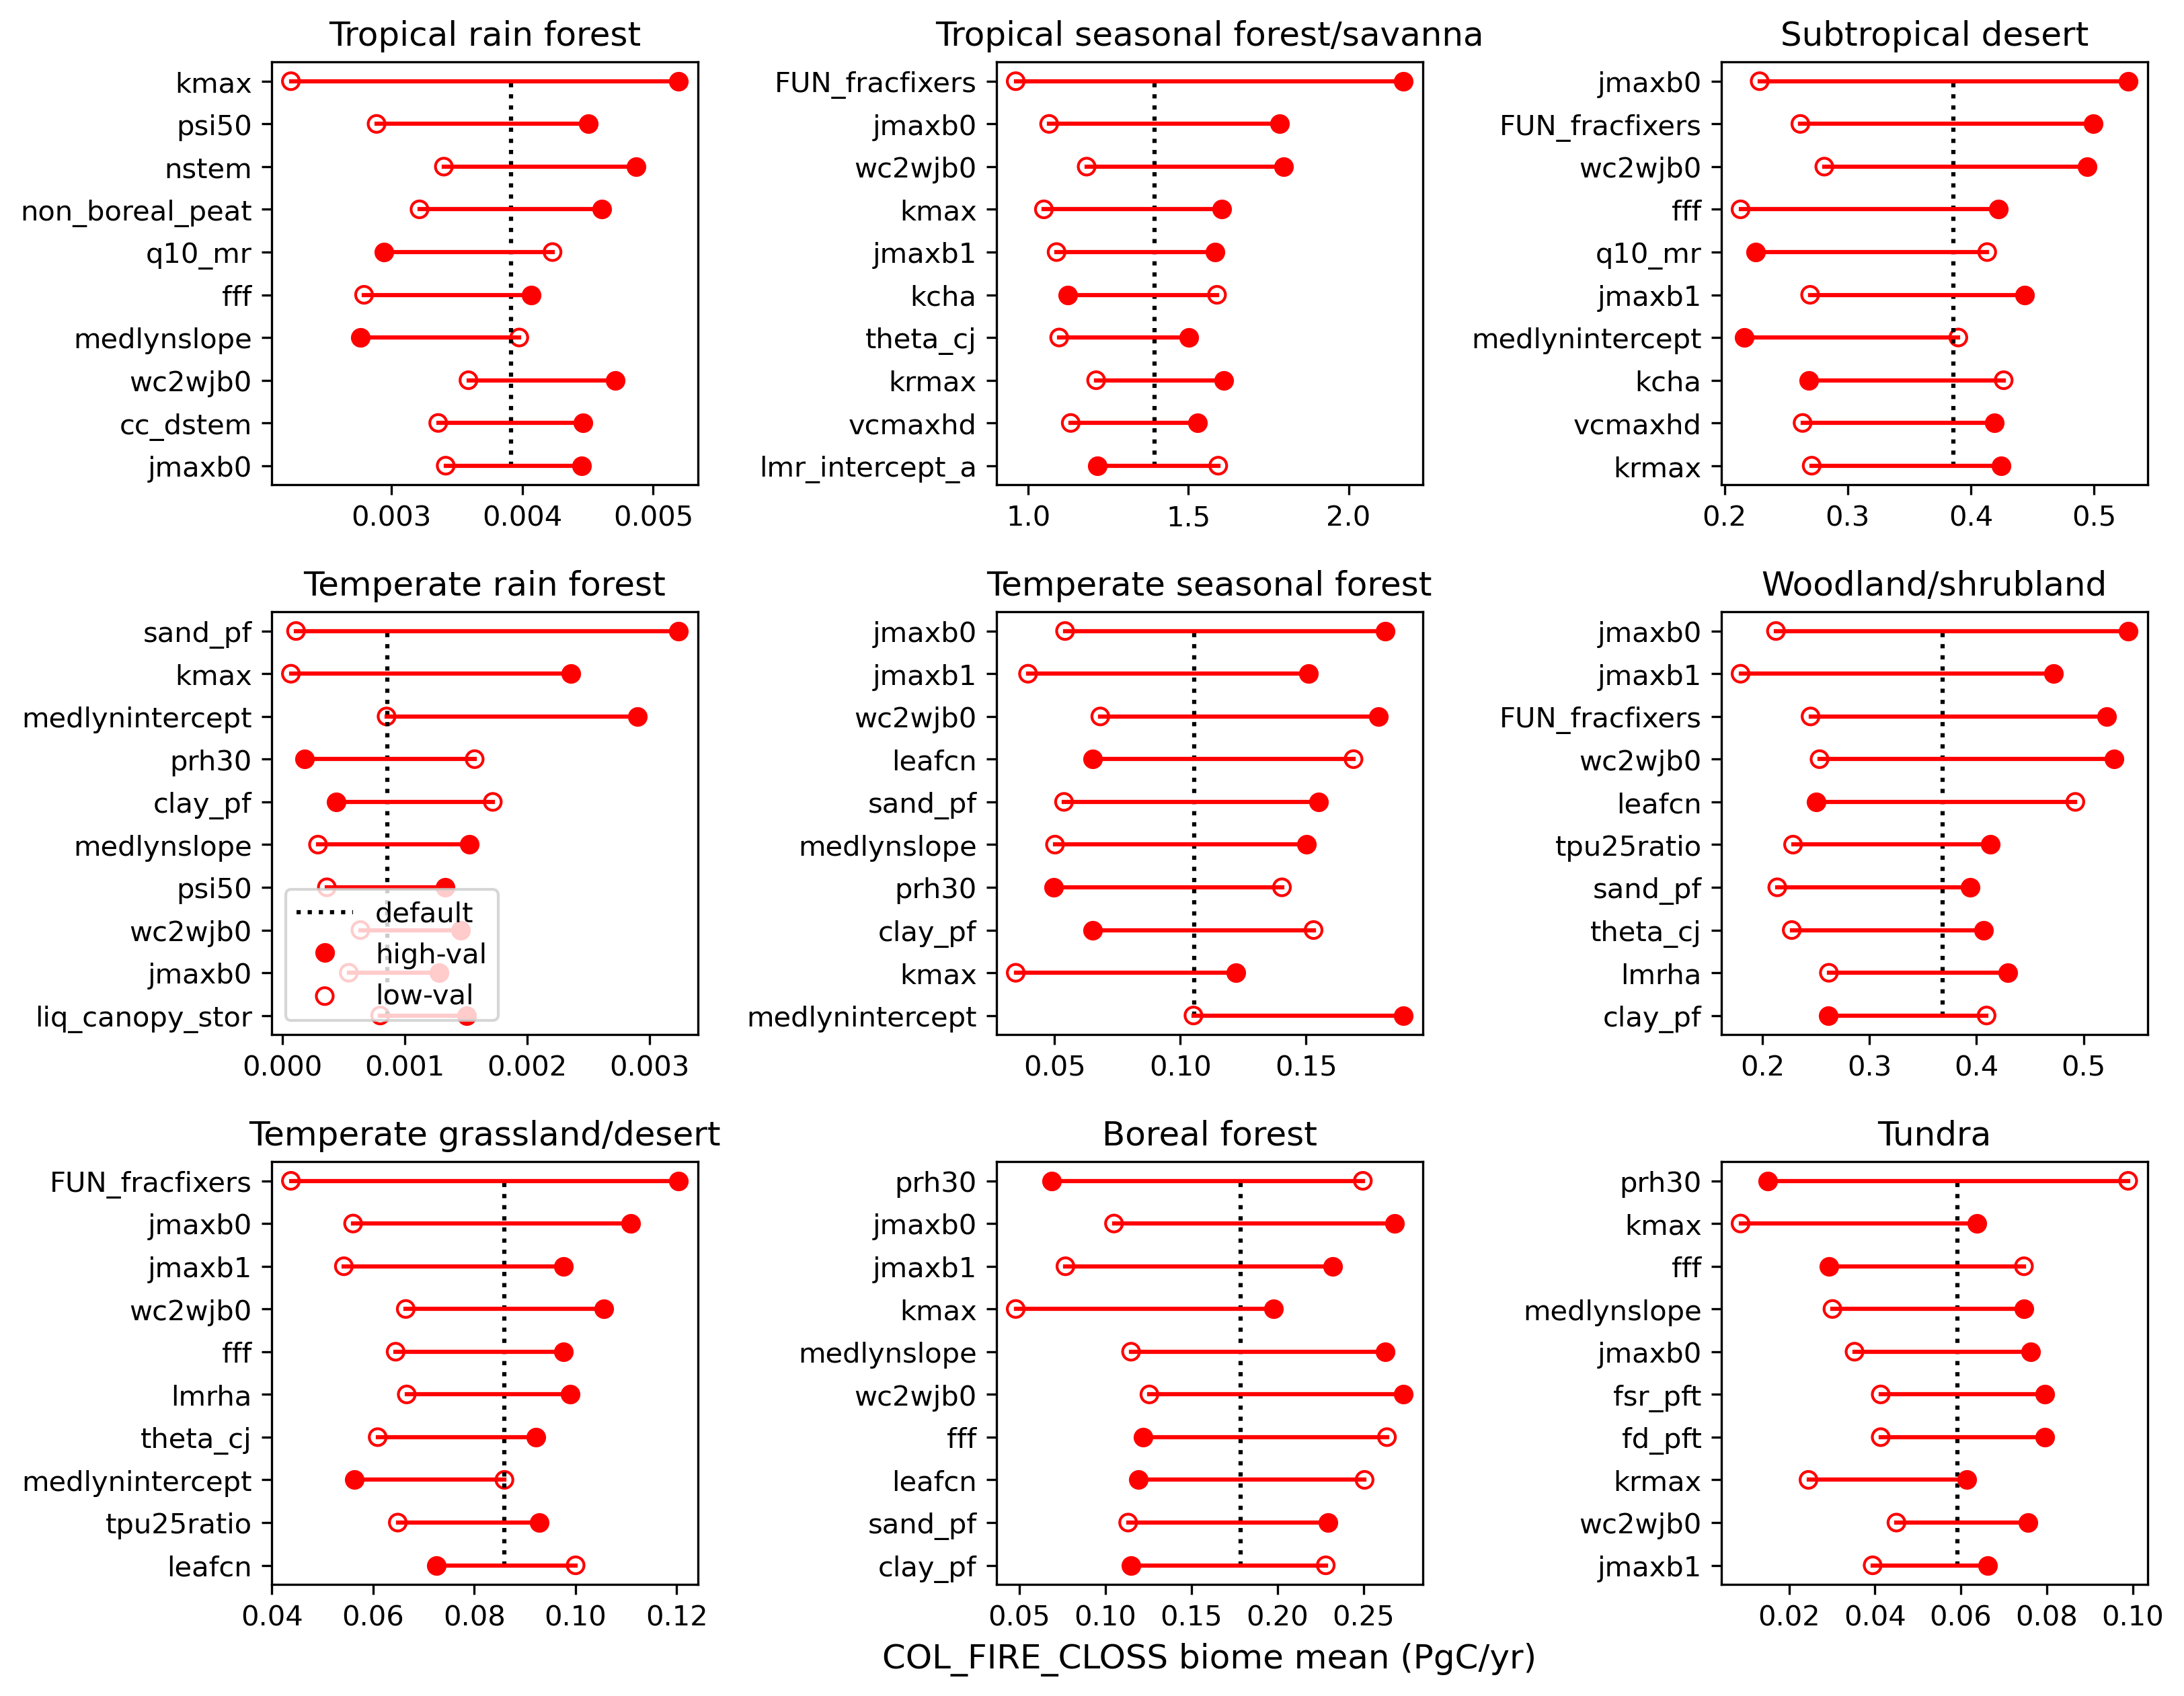 Tropical rain forest
kmax
psi50
nstem
non_boreal_peat
q10_mr
fff
medlynslope
wc2wjb0
cc_dstem
jmaxb0
0.003 0.004 0.005
Tropical seasonal forest/savanna
FUN_fracfixers
jmaxb0
wc2wjb0
kmax
jmaxb1
kcha
theta_cj
krmax
vcmaxhd
lmr_intercept_a
1.0 1.5 2.0
Subtropical desert
jmaxb0
FUN_fracfixers
wc2wjb0
fff
q10_mr
jmaxb1
medlynintercept
kcha
vcmaxhd
krmax
0.2 0.3 0.4 0.5
Temperate rain forest
sand_pf
kmax
medlynintercept
prh30
clay_pf
medlynslope
psi50
wc2wjb0
jmaxb0
liq_canopy_stor
default
high-val
low-val
0.000 0.001 0.002 0.003
Temperate seasonal forest
jmaxb0
jmaxb1
wc2wjb0
leafcn
sand_pf
medlynslope
prh30
clay_pf
kmax
medlynintercept
0.05 0.10 0.15
Woodland/shrubland
jmaxb0
jmaxb1
FUN_fracfixers
wc2wjb0
leafcn
tpu25ratio
sand_pf
theta_cj
lmrha
clay_pf
0.2 0.3 0.4 0.5
Temperate grassland/desert
FUN_fracfixers
jmaxb0
jmaxb1
wc2wjb0
fff
lmrha
theta_cj
medlynintercept
tpu25ratio
leafcn
0.04 0.06 0.08 0.10 0.12
Boreal forest
prh30
jmaxb0
jmaxb1
kmax
medlynslope
wc2wjb0
fff
leafcn
sand_pf
clay_pf
0.05 0.10 0.15 0.20 0.25
Tundra
prh30
kmax
fff
medlynslope
jmaxb0
fsr_pft
fd_pft
krmax
wc2wjb0
jmaxb1
0.02 0.04 0.06 0.08 0.10
COL_FIRE_CLOSS biome mean (PgC/yr)